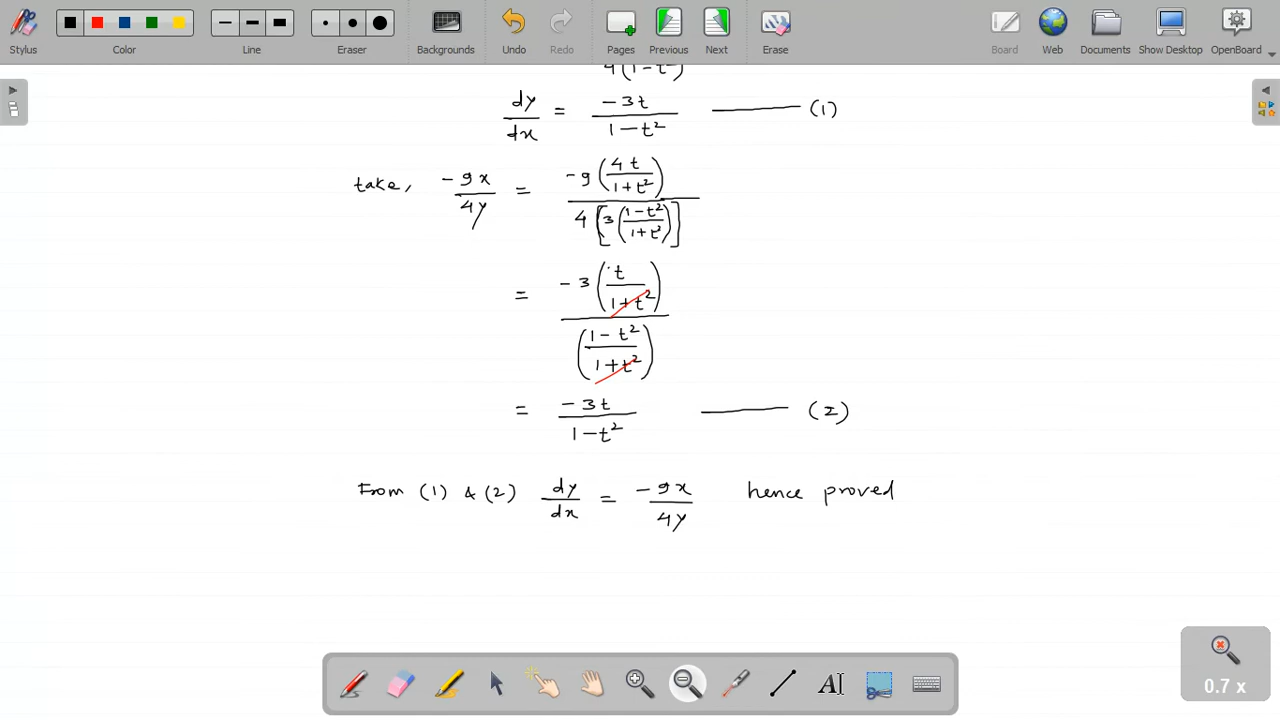 Stylus Color Line Eraser Backgrounds Undo Redo Pages Previous Next Erase Board Web Documents Show Desktop OpenBoard
4(1-t²)
dy/dx = -3t/(1-t²) ——— (1)
take, -9x/4y = -9(4t/(1+t²)) / 4[3((1-t²)/(1+t²))]
= -3(t/(1+t²)) / ((1-t²)/(1+t²))
= -3t/(1-t²) ——— (2)
From (1) & (2) dy/dx = -9x/4y hence proved
0.7 x